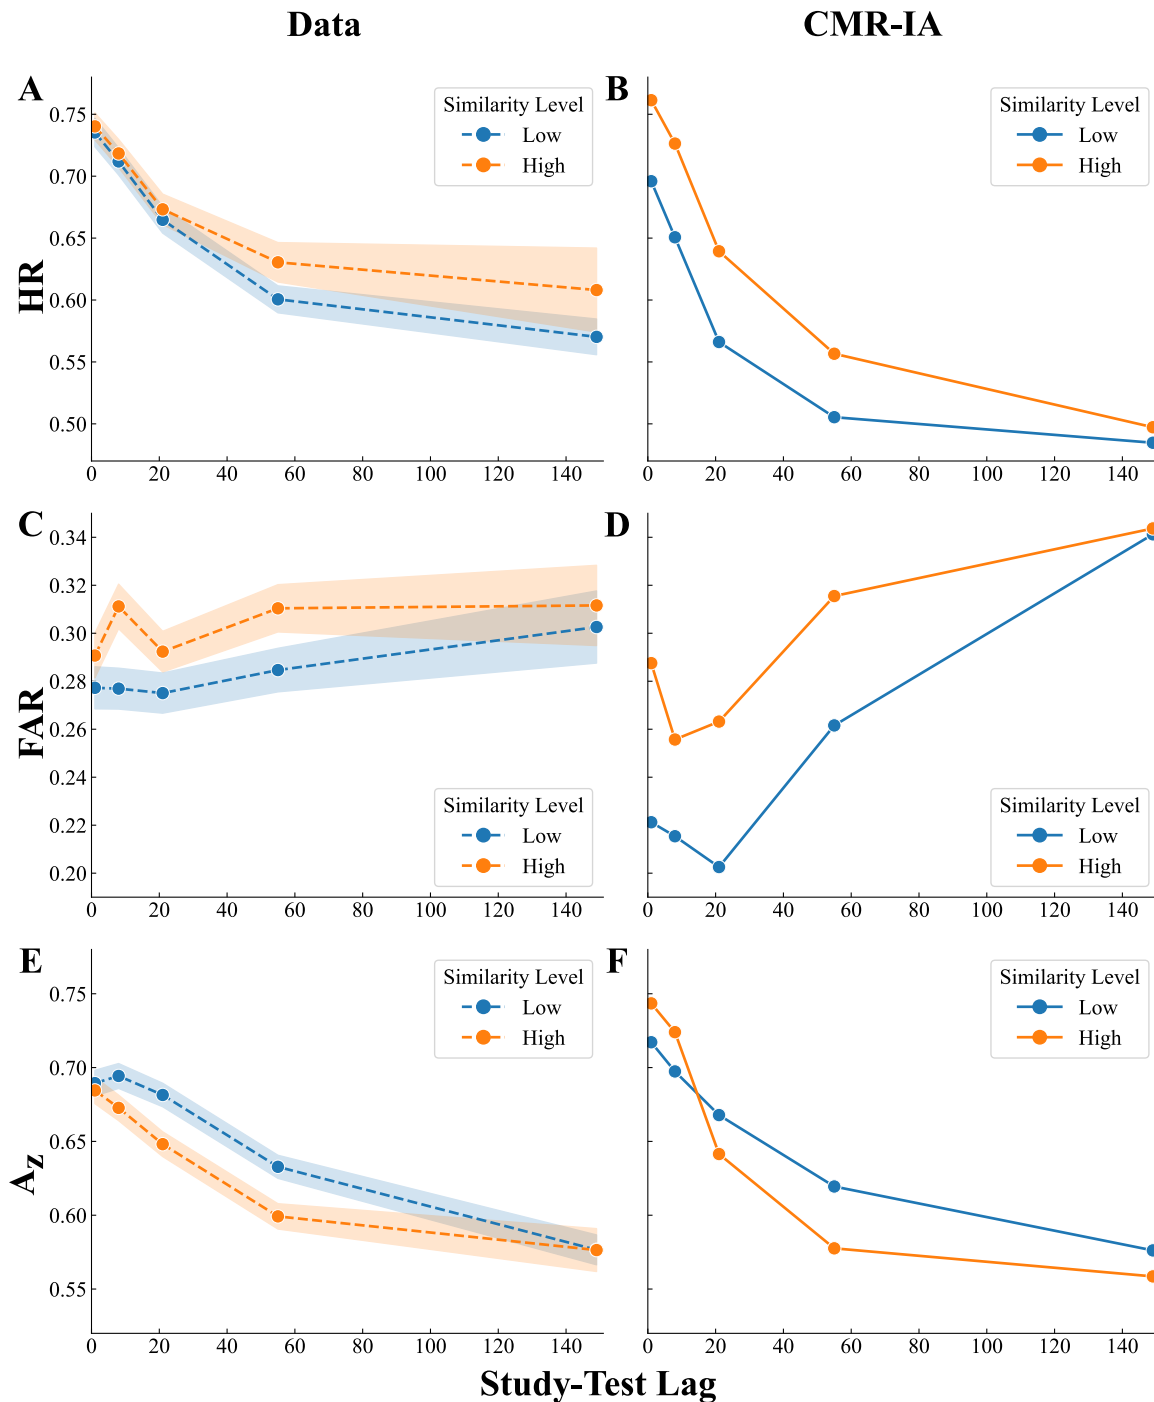 Data
CMR-IA
A
HR
0.75
0.70
0.65
0.60
0.55
0.50
0 20 40 60 80 100 120 140
Similarity Level
Low
High
B
0 20 40 60 80 100 120 140
Similarity Level
Low
High
C
FAR
0.34
0.32
0.30
0.28
0.26
0.24
0.22
0.20
0 20 40 60 80 100 120 140
Similarity Level
Low
High
D
0 20 40 60 80 100 120 140
Similarity Level
Low
High
E
Az
0.75
0.70
0.65
0.60
0.55
0 20 40 60 80 100 120 140
Similarity Level
Low
High
F
0 20 40 60 80 100 120 140
Similarity Level
Low
High
Study-Test Lag